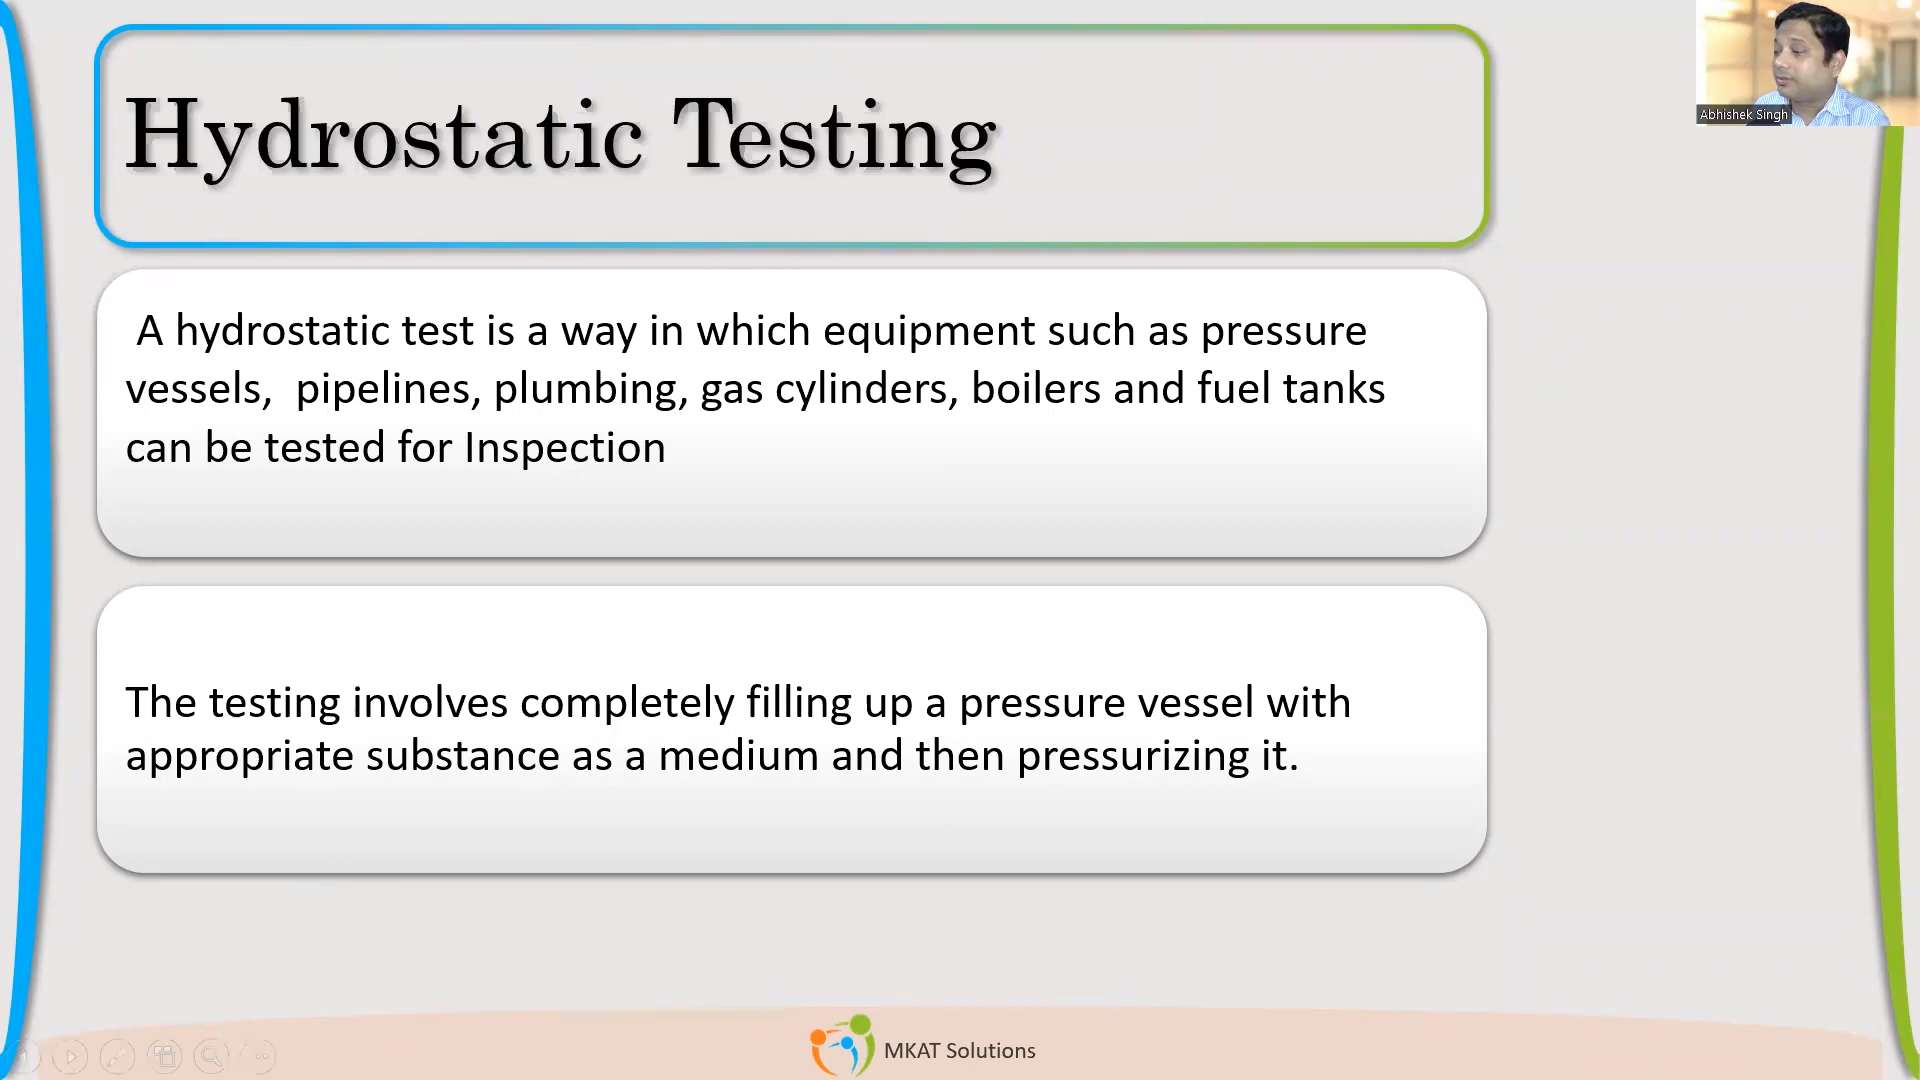 Hydrostatic Testing
Abhishek Singh
A hydrostatic test is a way in which equipment such as pressure
vessels,  pipelines, plumbing, gas cylinders, boilers and fuel tanks
can be tested for Inspection
The testing involves completely filling up a pressure vessel with
appropriate substance as a medium and then pressurizing it.
MKAT Solutions